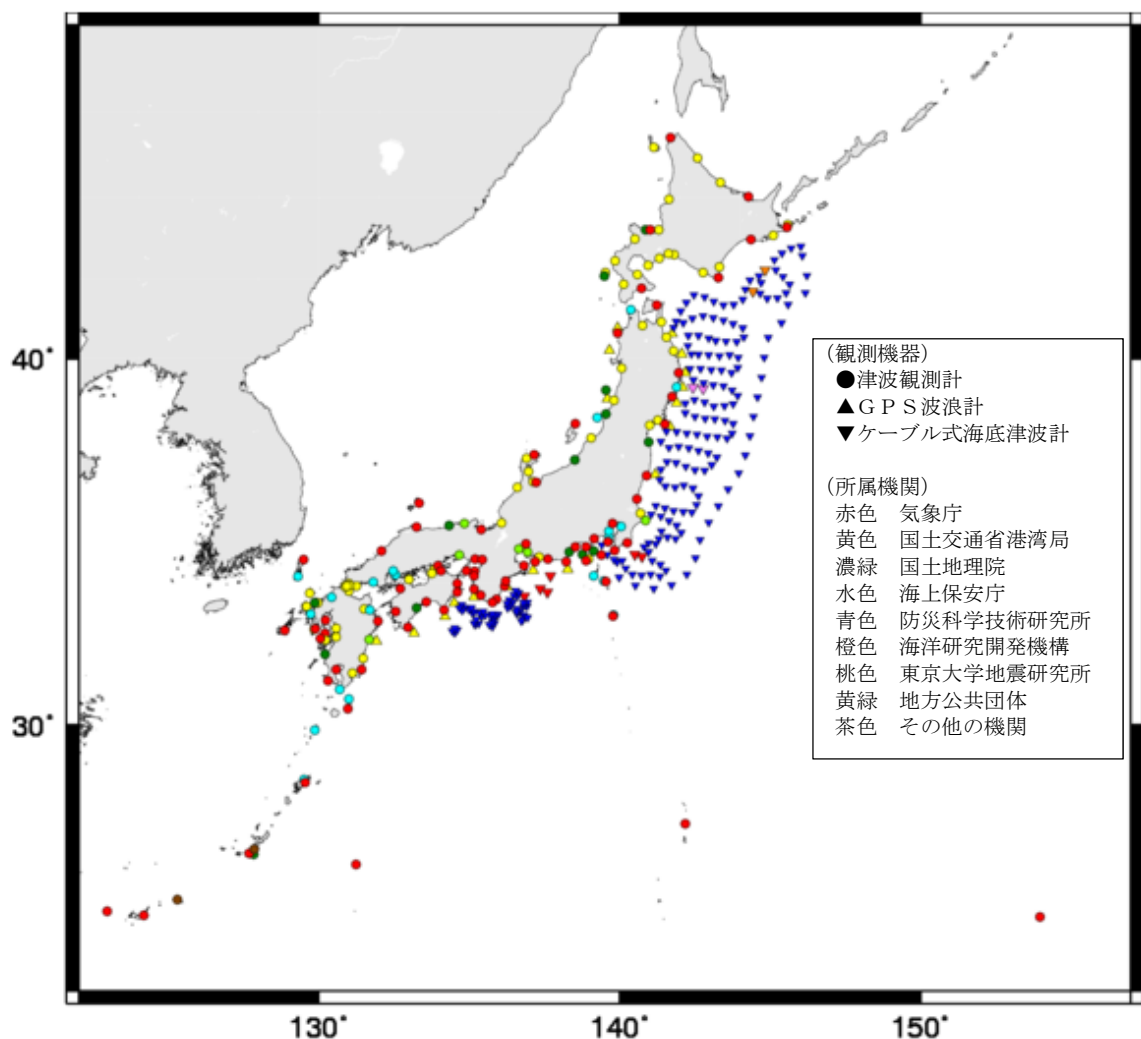 40°
30°
130°
140°
150°
（観測機器）
●津波観測計
▲ＧＰＳ波浪計
▼ケーブル式海底津波計
（所属機関）
赤色　気象庁
黄色　国土交通省港湾局
濃緑　国土地理院
水色　海上保安庁
青色　防災科学技術研究所
橙色　海洋研究開発機構
桃色　東京大学地震研究所
黄緑　地方公共団体
茶色　その他の機関